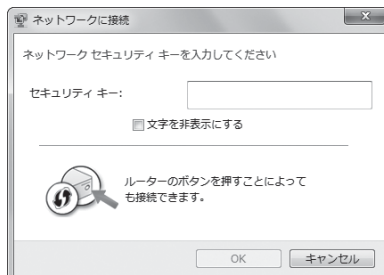 ネットワークに接続
ネットワーク セキュリティ キーを入力してください
セキュリティ キー:
文字を非表示にする
ルーターのボタンを押すことによって
も接続できます。
OK
キャンセル